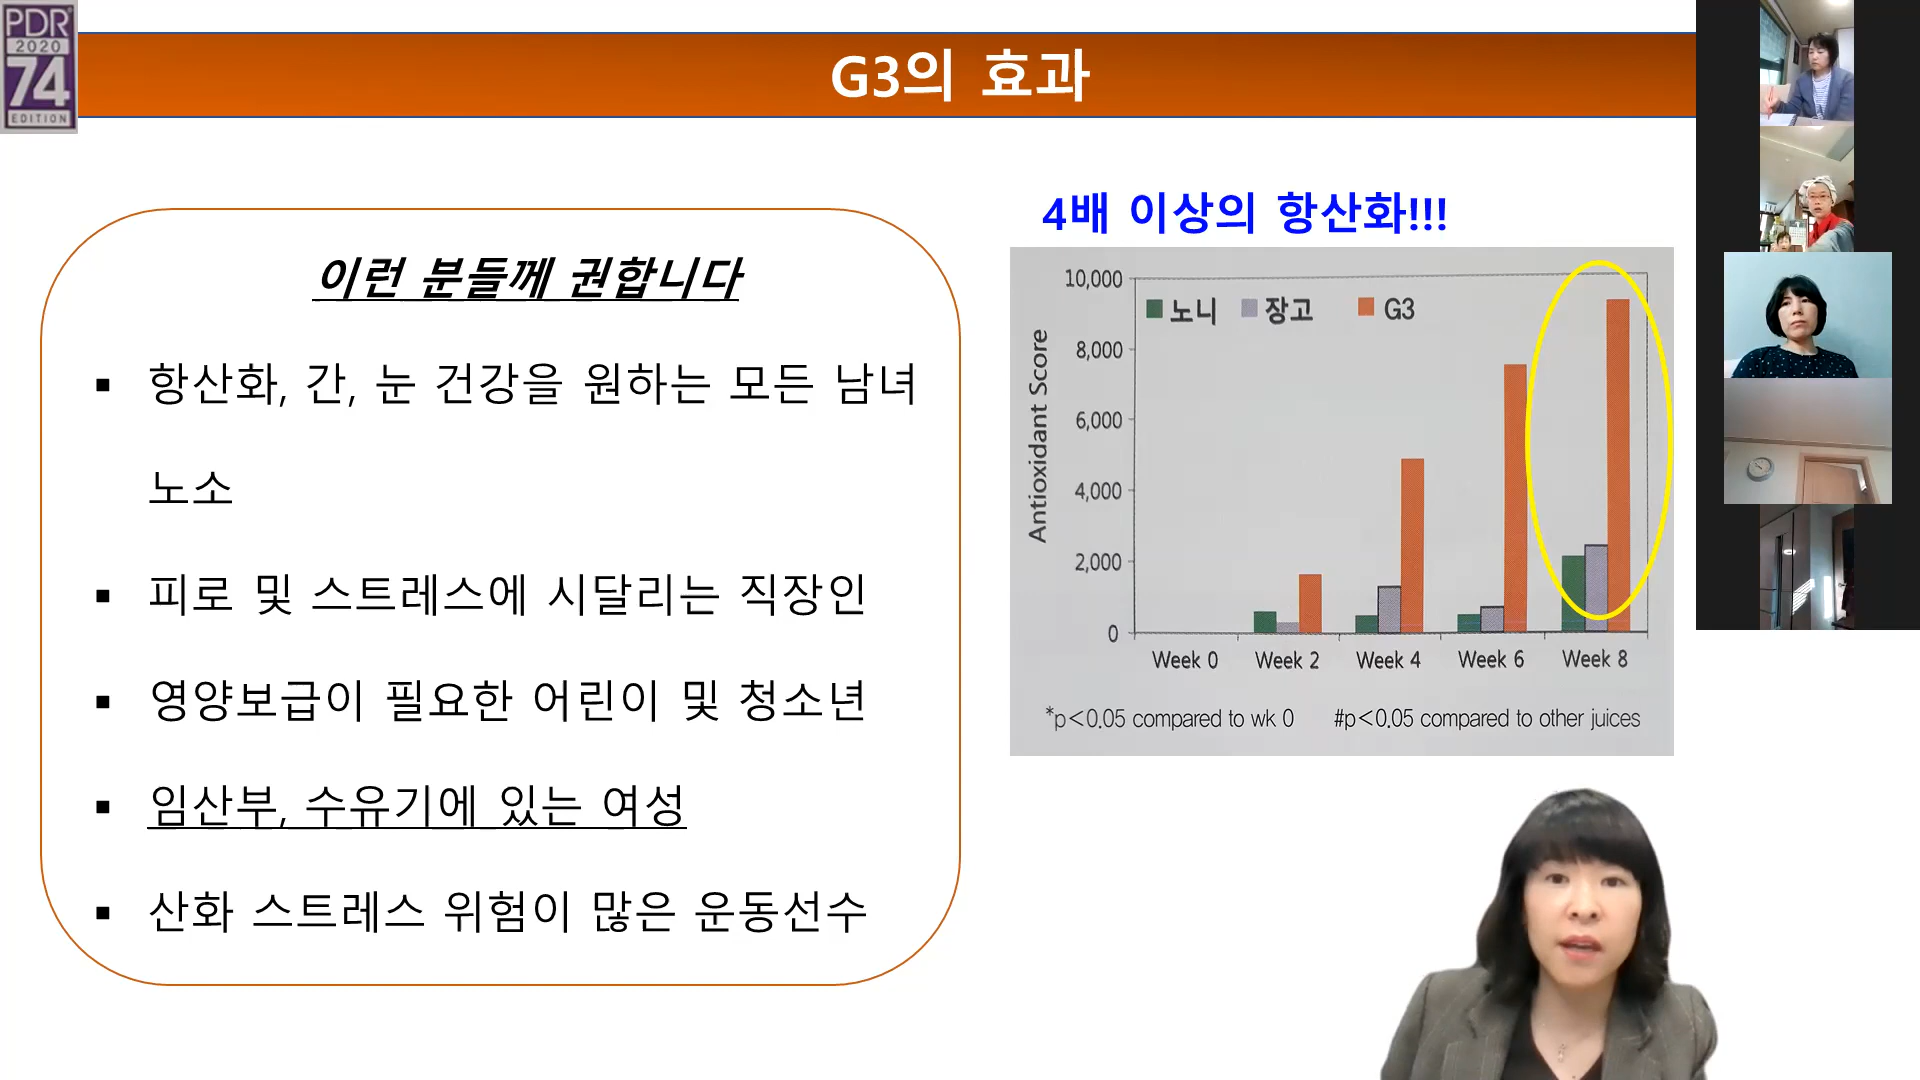 PDR
2020
74
EDITION
G3의 효과
이런 분들께 권합니다
▪ 항산화, 간, 눈 건강을 원하는 모든 남녀
노소
▪ 피로 및 스트레스에 시달리는 직장인
▪ 영양보급이 필요한 어린이 및 청소년
▪ 임산부, 수유기에 있는 여성
▪ 산화 스트레스 위험이 많은 운동선수
4배 이상의 항산화!!!
Antioxidant Score
10,000
8,000
6,000
4,000
2,000
0
노니 장고 G3
Week 0 Week 2 Week 4 Week 6 Week 8
*p<0.05 compared to wk 0 #p<0.05 compared to other juices